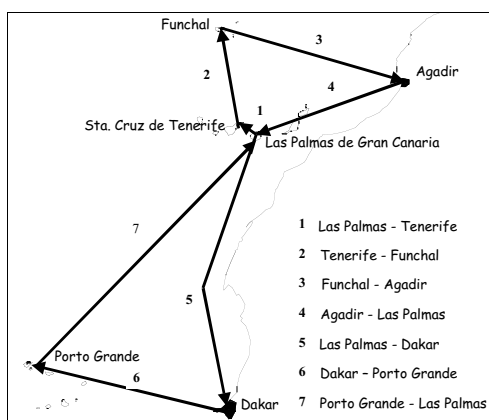 Funchal
3
Agadir
2
4
Sta. Cruz de Tenerife
1
Las Palmas de Gran Canaria
7
5
Porto Grande
6
Dakar
1 Las Palmas - Tenerife
2 Tenerife - Funchal
3 Funchal - Agadir
4 Agadir - Las Palmas
5 Las Palmas - Dakar
6 Dakar – Porto Grande
7 Porto Grande - Las Palmas